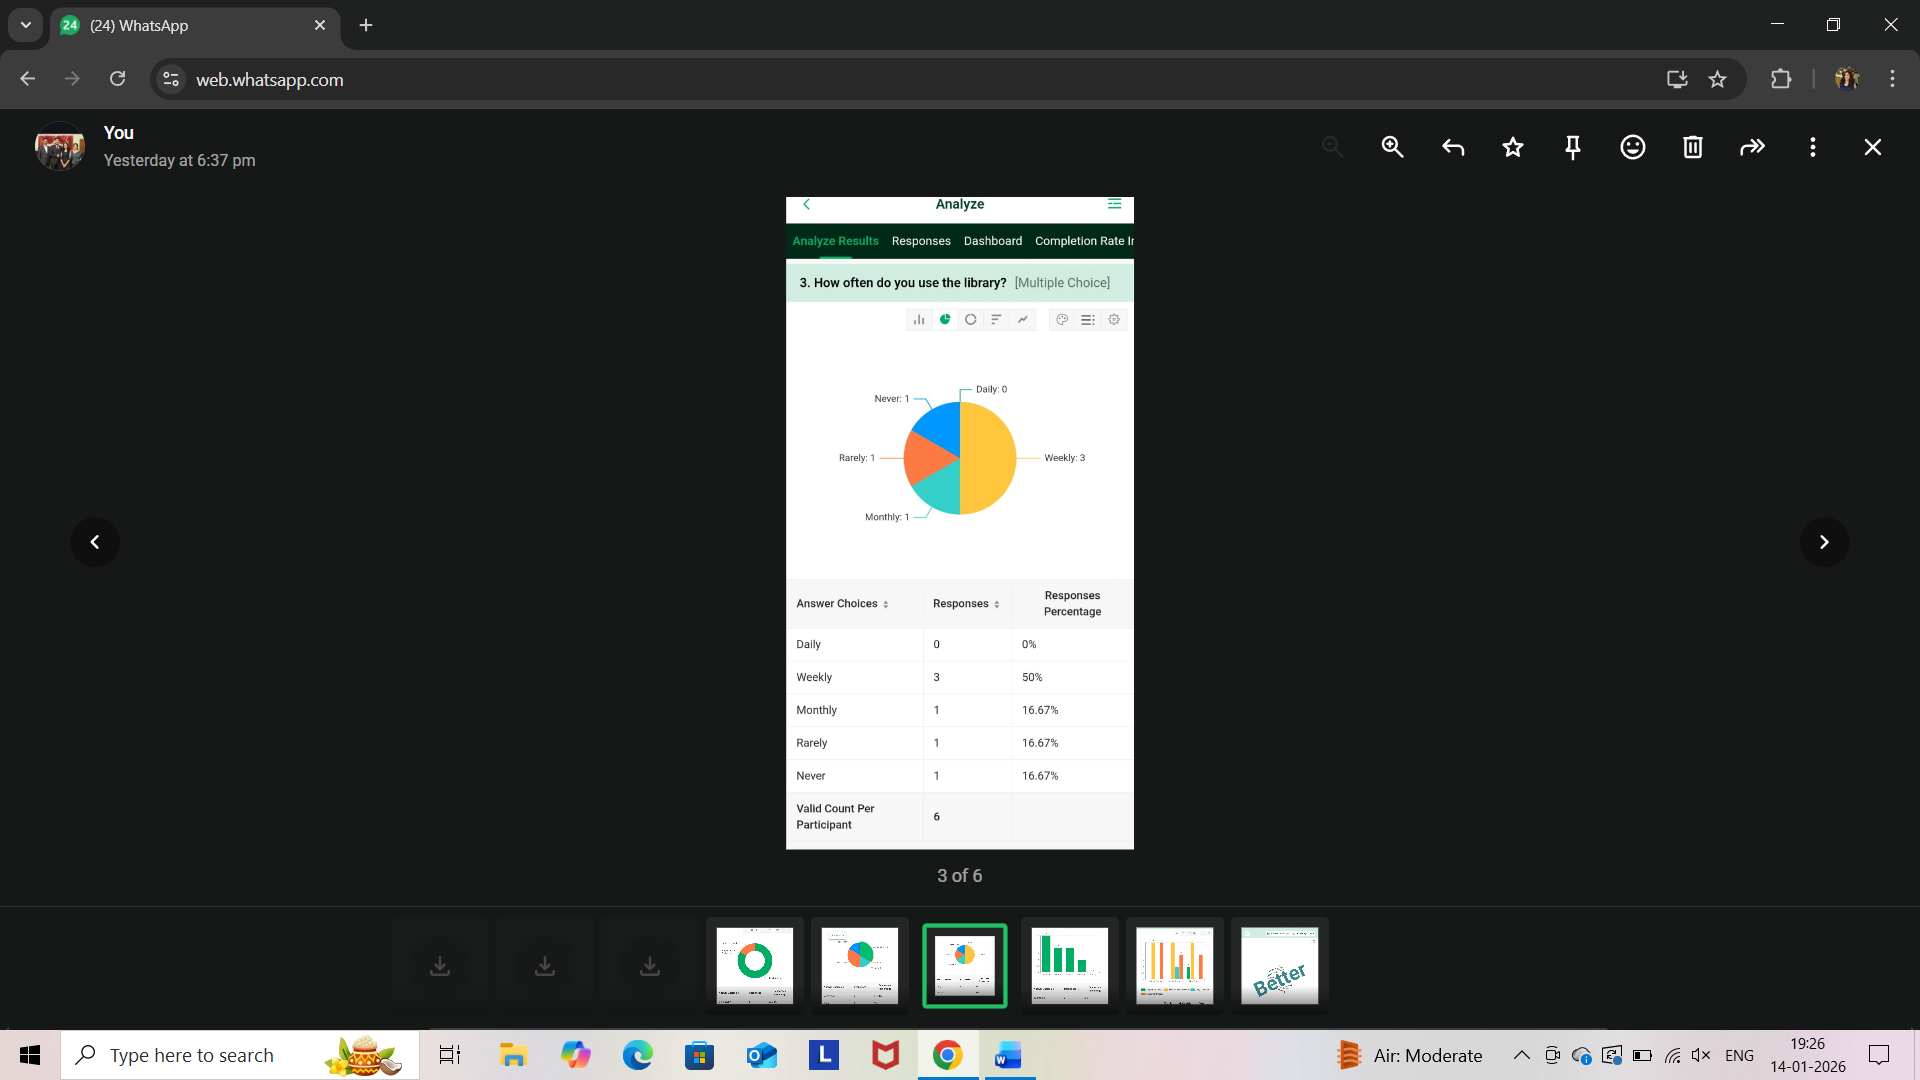 24 (24) WhatsApp
web.whatsapp.com
You
Yesterday at 6:37 pm
Analyze
Analyze Results Responses Dashboard Completion Rate
3. How often do you use the library? [Multiple Choice]
Daily: 0
Never: 1
Rarely: 1
Weekly: 3
Monthly: 1
Answer Choices Responses Responses Percentage
Daily 0 0%
Weekly 3 50%
Monthly 1 16.67%
Rarely 1 16.67%
Never 1 16.67%
Valid Count Per Participant 6
3 of 6
Better
Type here to search
L
W
Air: Moderate
ENG
19:26
14-01-2026